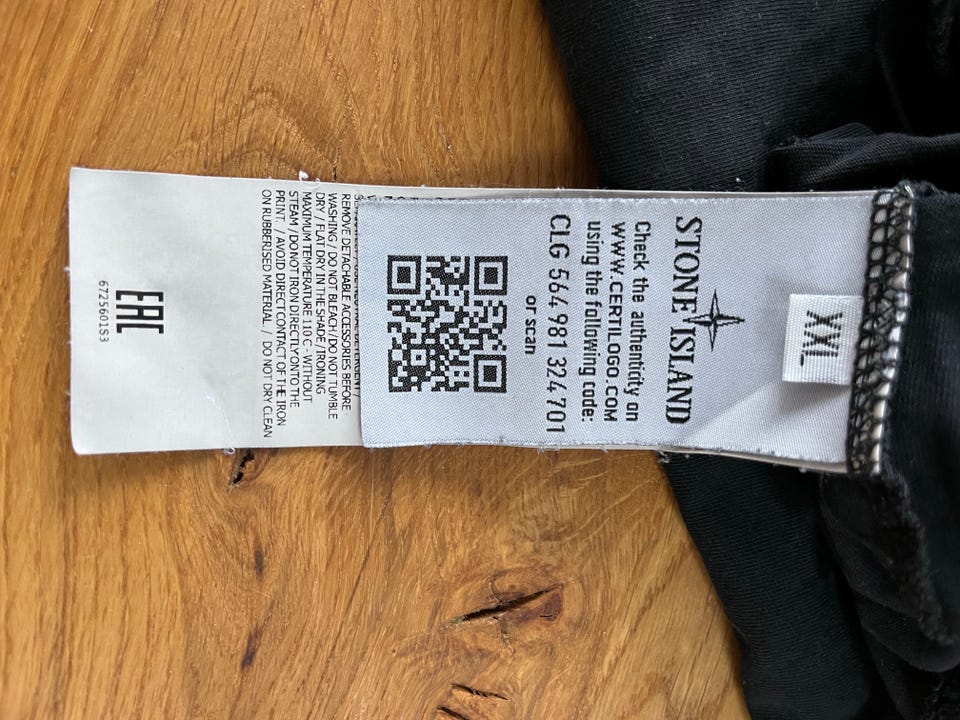 XXL
STONE ISLAND
Check the authenticity on
WWW.CERTILOGO.COM
using the following code:
CLG 564 981 324 701
or scan
REMOVE DETACHABLE ACCESSORIES BEFORE
WASHING / DO NOT BLEACH / DO NOT TUMBLE
DRY / FLAT DRY IN THE SHADE / IRONING
MAXIMUM TEMPERATURE 110 C - WITHOUT
STEAM / DO NOT IRON DIRECTLY ONTO THE
PRINT. / AVOID DIRECT CONTACT OF THE IRON
ON RUBBERISED MATERIAL. / DO NOT DRY CLEAN
EAC
6725601S3